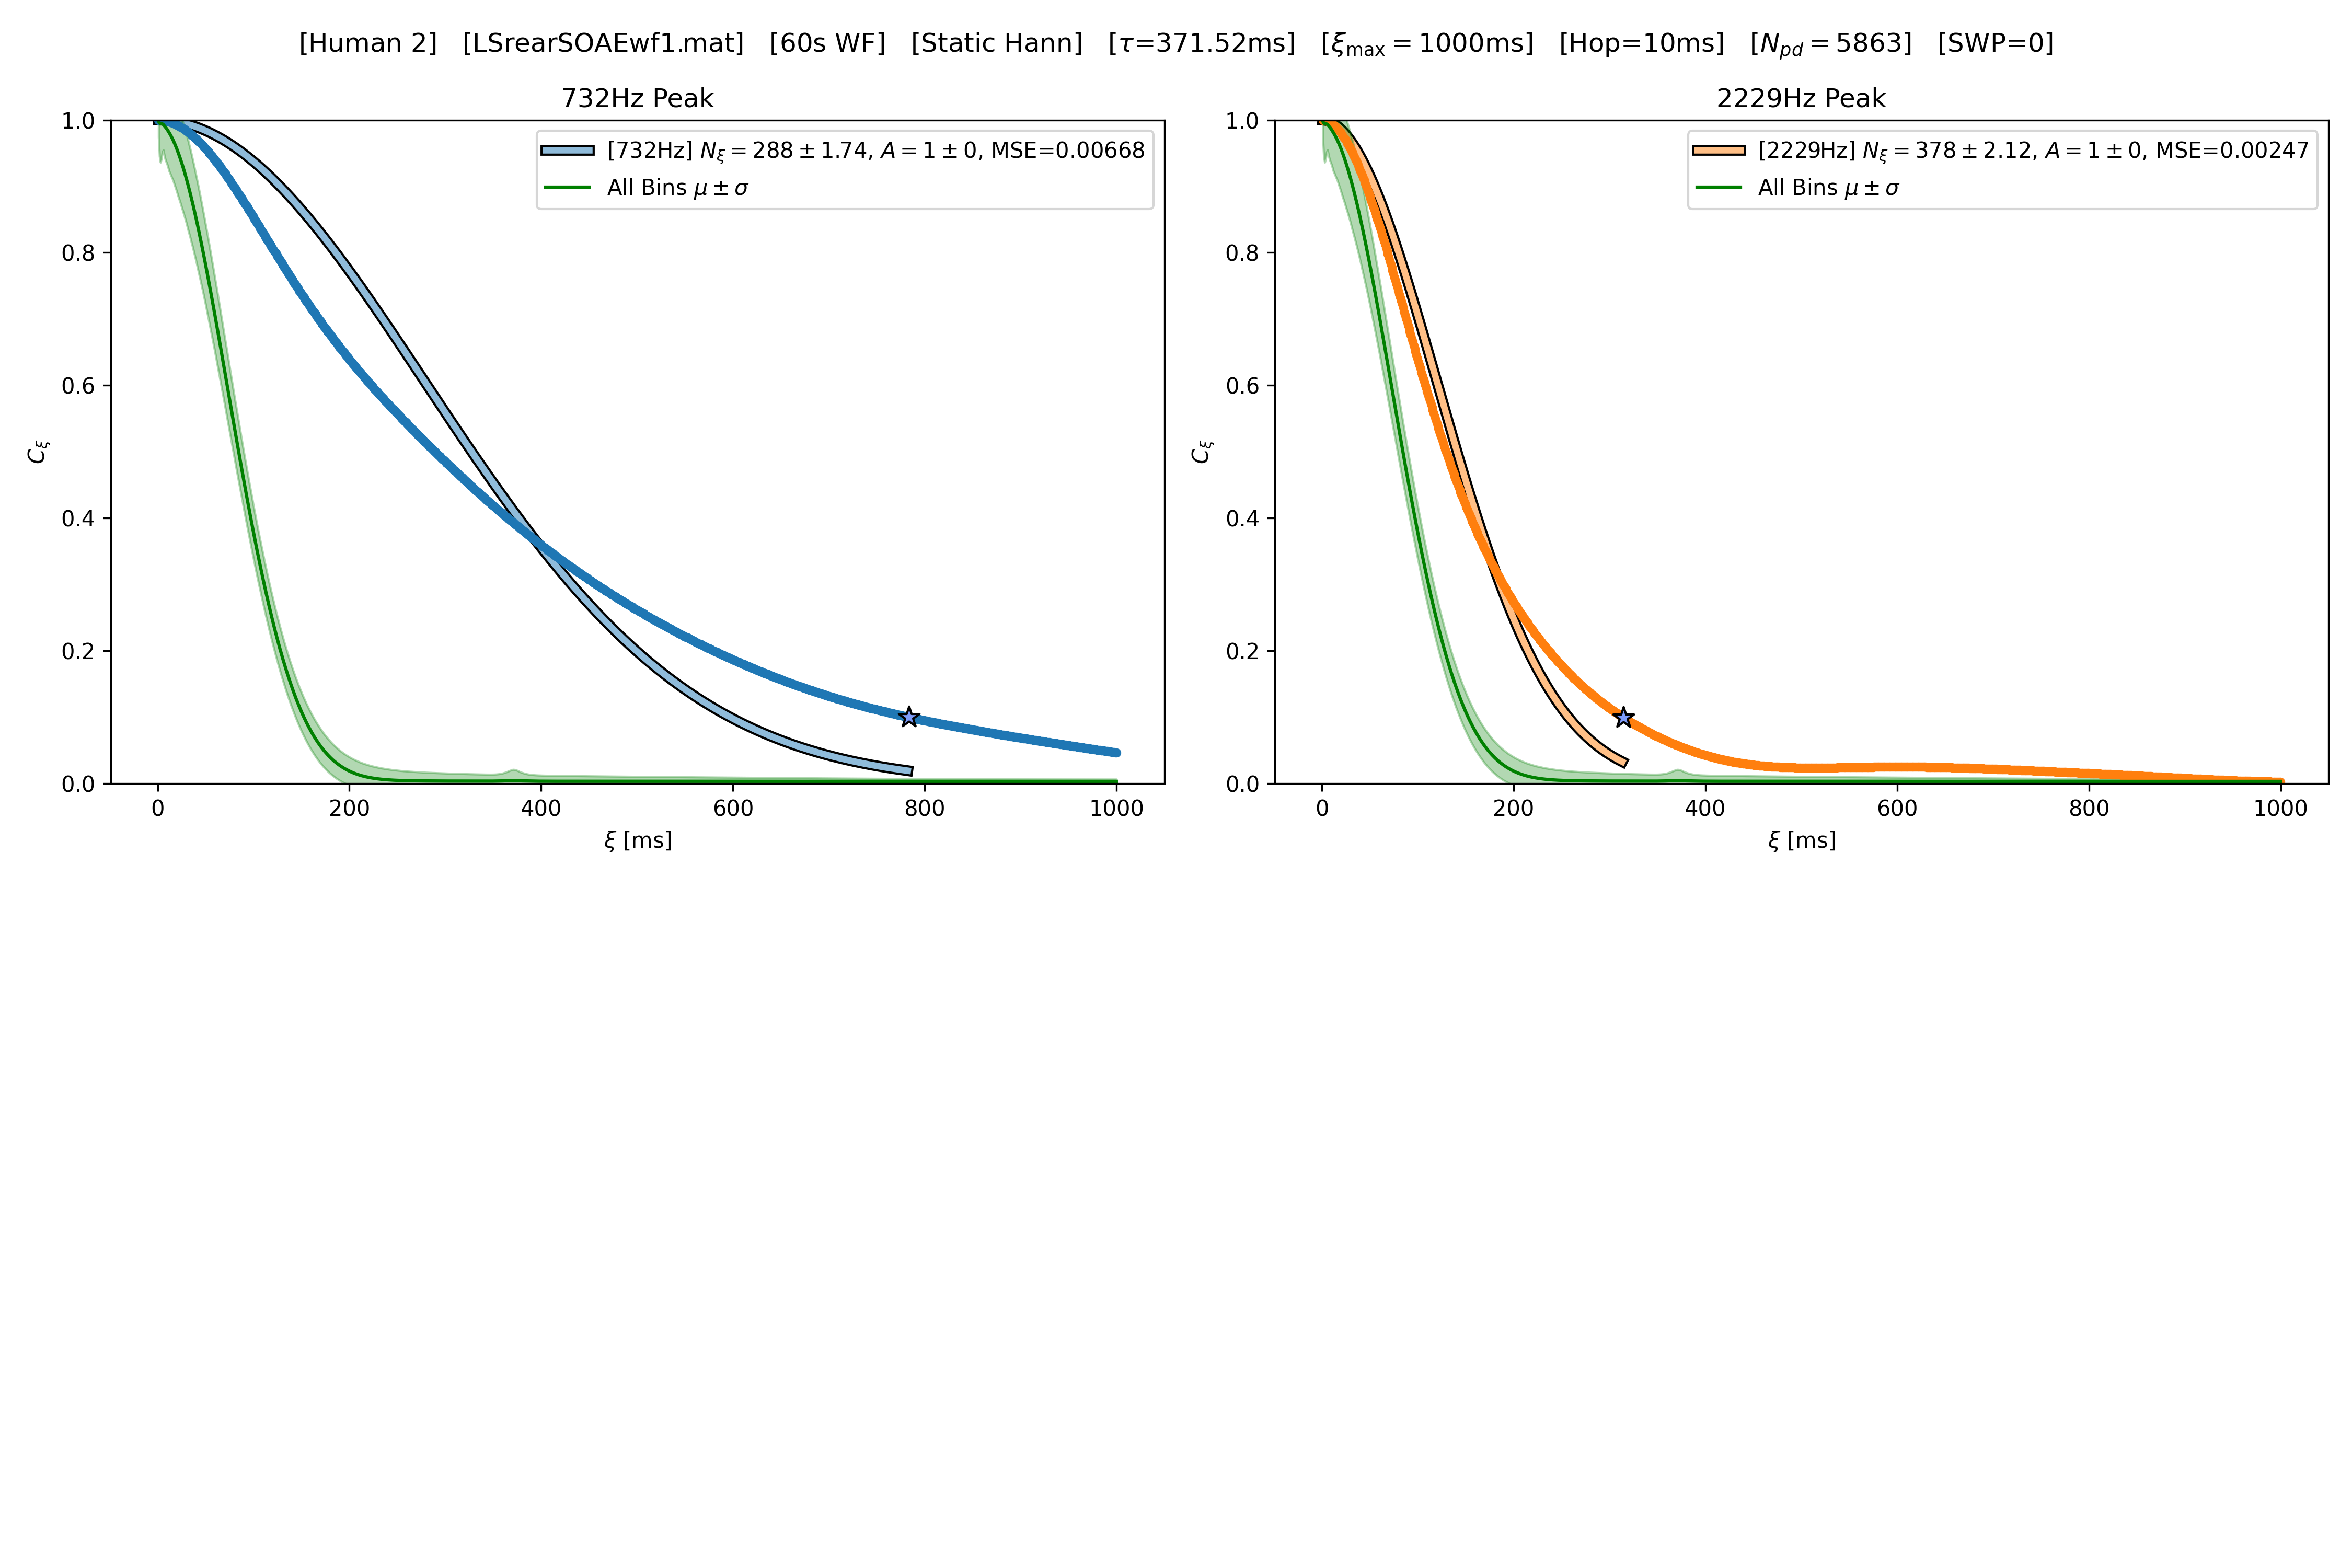 [Human 2] [LSrearSOAEwf1.mat] [60s WF] [Static Hann] [τ=371.52ms] [ξmax = 1000ms] [Hop=10ms] [Npd = 5863] [SWP=0]
732Hz Peak
1.0
0.8
0.6
0.4
0.2
0.0
Cξ
[732Hz] Nξ = 288 ± 1.74, A = 1 ± 0, MSE=0.00668
All Bins μ ± σ
0 200 400 600 800 1000
ξ [ms]
2229Hz Peak
1.0
0.8
0.6
0.4
0.2
0.0
Cξ
[2229Hz] Nξ = 378 ± 2.12, A = 1 ± 0, MSE=0.00247
All Bins μ ± σ
0 200 400 600 800 1000
ξ [ms]